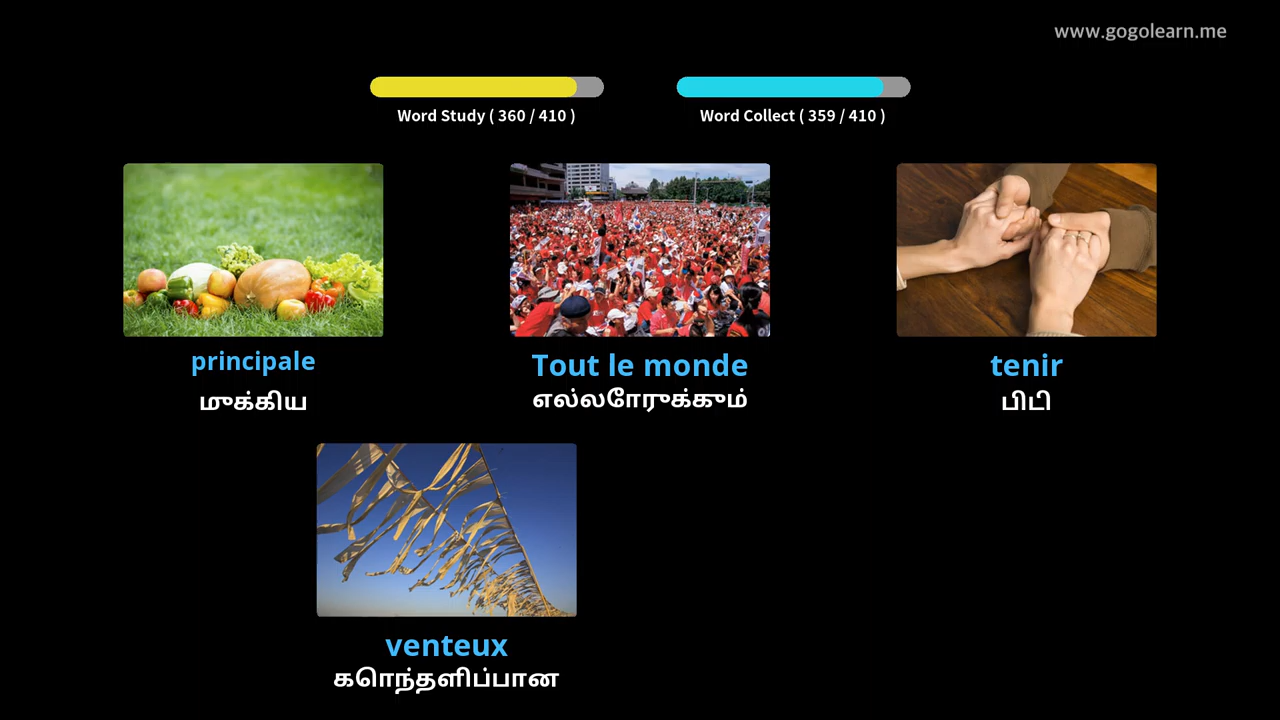 www.gogolearn.me
Word Study ( 360 / 410 )
Word Collect ( 359 / 410 )
principale
முக்கிய
Tout le monde
எல்லோருக்கும்
tenir
பிடி
venteux
கொந்தளிப்பான